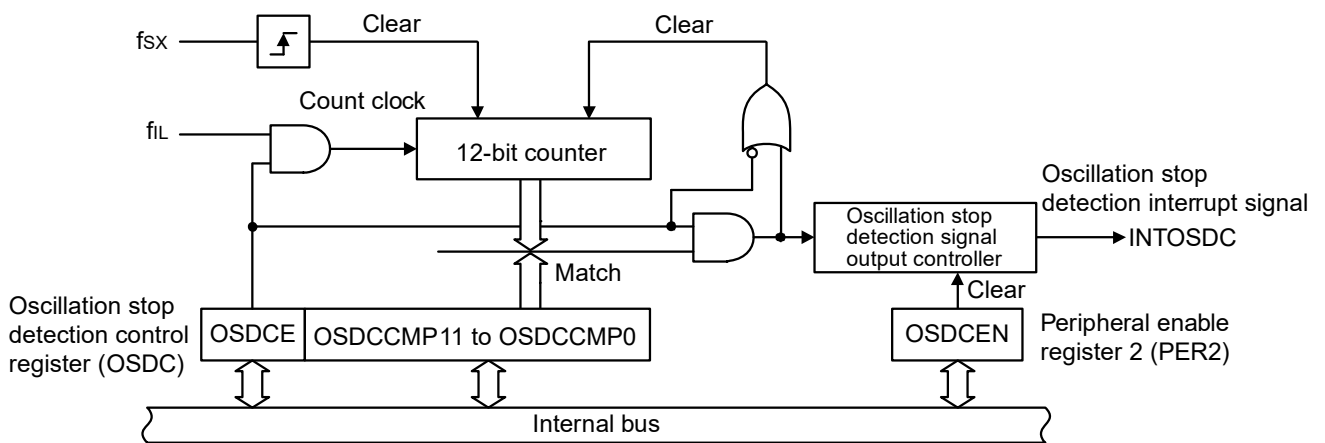 Clear
Clear
fSX
Count clock
fIL
12-bit counter
Oscillation stop
detection interrupt signal
Oscillation stop
detection signal
output controller
INTOSDC
Match
Clear
Oscillation stop
detection control
register (OSDC)
OSDCE
OSDCCMP11 to OSDCCMP0
OSDCEN
Peripheral enable
register 2 (PER2)
Internal bus